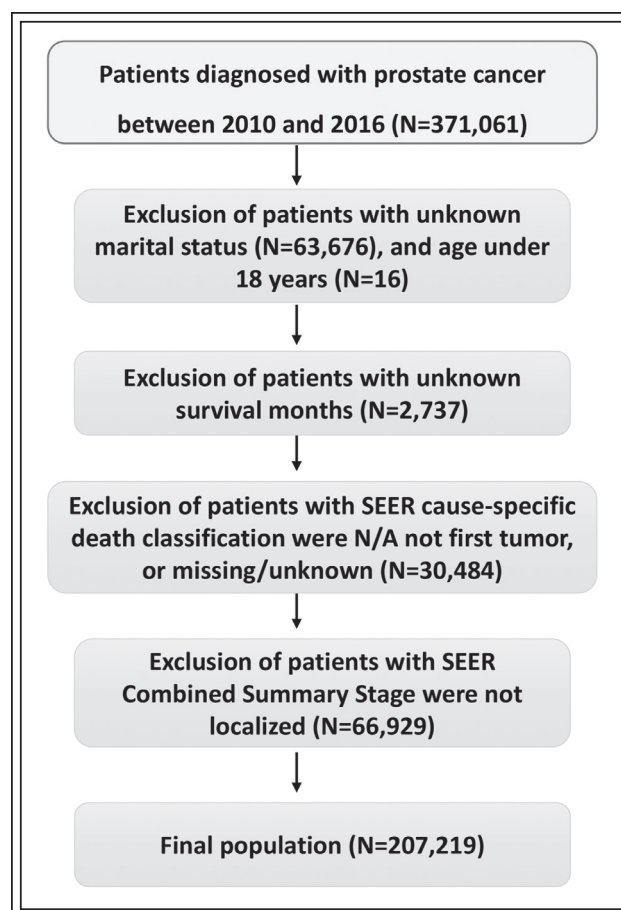 Patients diagnosed with prostate cancer
between 2010 and 2016 (N=371,061)
Exclusion of patients with unknown
marital status (N=63,676), and age under
18 years (N=16)
Exclusion of patients with unknown
survival months (N=2,737)
Exclusion of patients with SEER cause-specific
death classification were N/A not first tumor,
or missing/unknown (N=30,484)
Exclusion of patients with SEER
Combined Summary Stage were not
localized (N=66,929)
Final population (N=207,219)